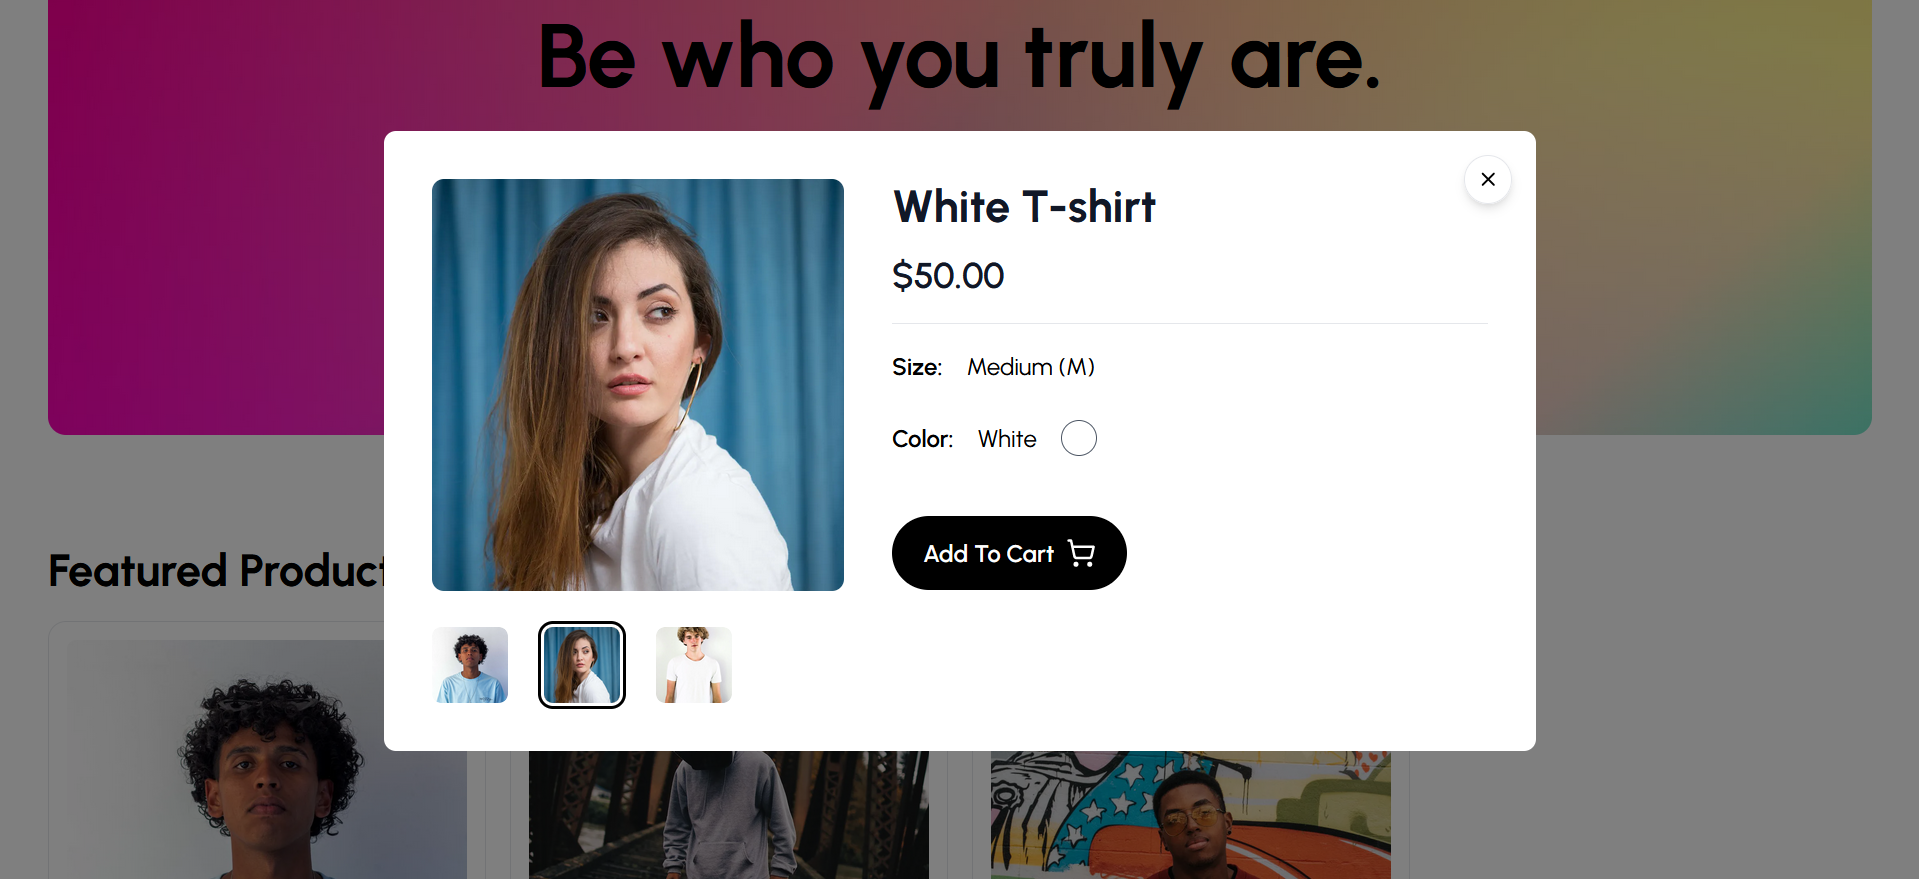 Be who you truly are.
White T-shirt
$50.00
Size: Medium (M)
Color: White
Add To Cart
Featured Product